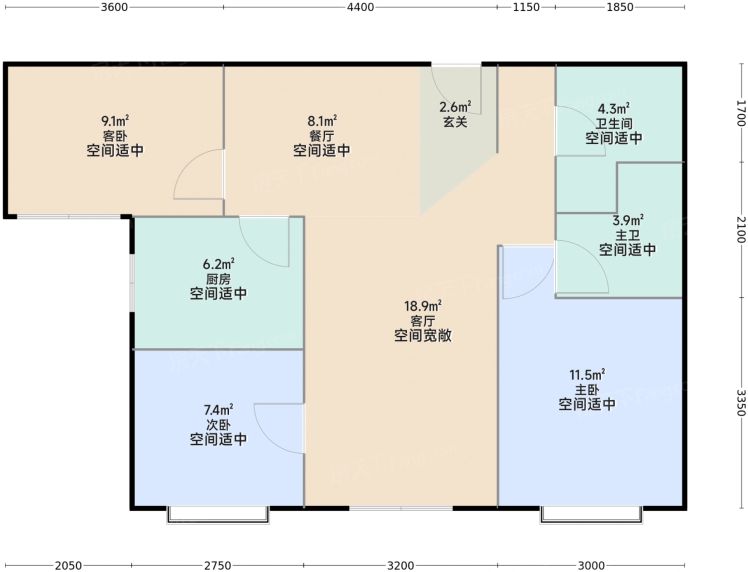 3600 4400 1150 1850
9.1㎡
客卧
空间适中
8.1㎡
餐厅
空间适中
2.6㎡
玄关
4.3㎡
卫生间
空间适中
1700
3.9㎡
主卫
空间适中
2100
6.2㎡
厨房
空间适中
18.9㎡
客厅
空间宽敞
11.5㎡
主卧
空间适中
7.4㎡
次卧
空间适中
3350
2050 2750 3200 3000